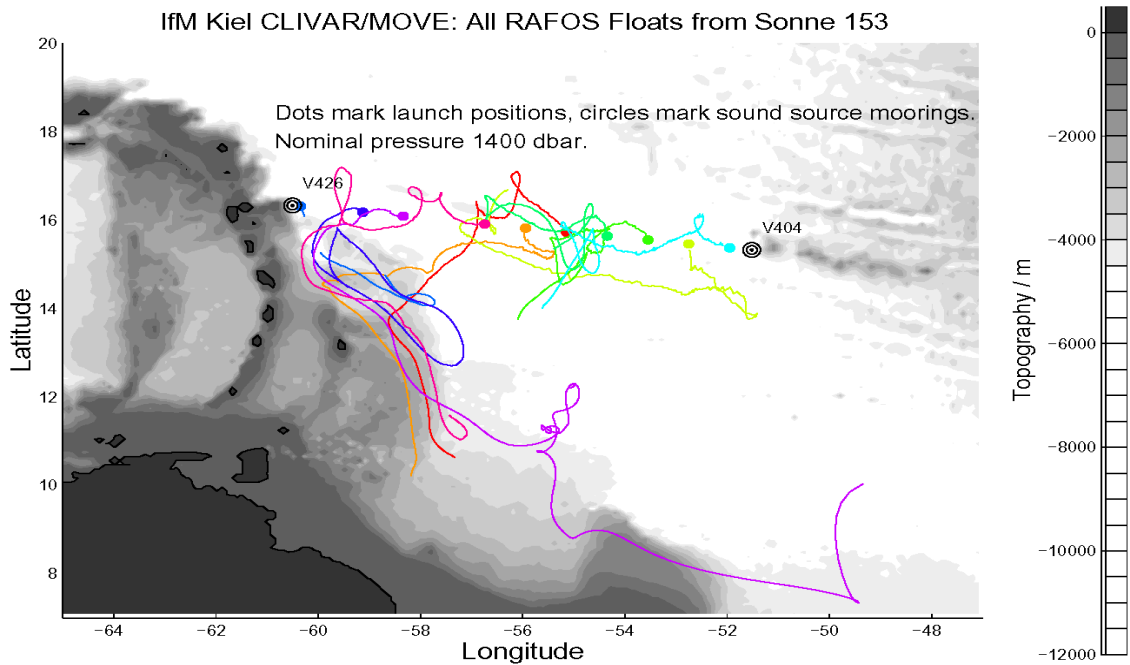 IfM Kiel CLIVAR/MOVE: All RAFOS Floats from Sonne 153
Dots mark launch positions, circles mark sound source moorings.
Nominal pressure 1400 dbar.
V426
V404
Latitude
20
18
16
14
12
10
8
−64
−62
−60
−58
−56
−54
−52
−50
−48
Longitude
Topography / m
0
−2000
−4000
−6000
−8000
−10000
−12000